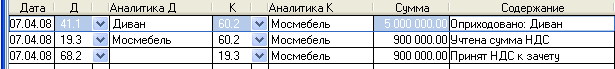 Дата Д Аналитика Д К Аналитика К Сумма Содержание
07.04.08 41.1 Диван 60.2 Мосмебель 5 000 000.00 Оприходовано: Диван
07.04.08 19.3 Мосмебель 60.2 Мосмебель 900 000.00 Учтена сумма НДС
07.04.08 68.2 19.3 Мосмебель 900 000.00 Принят НДС к зачету